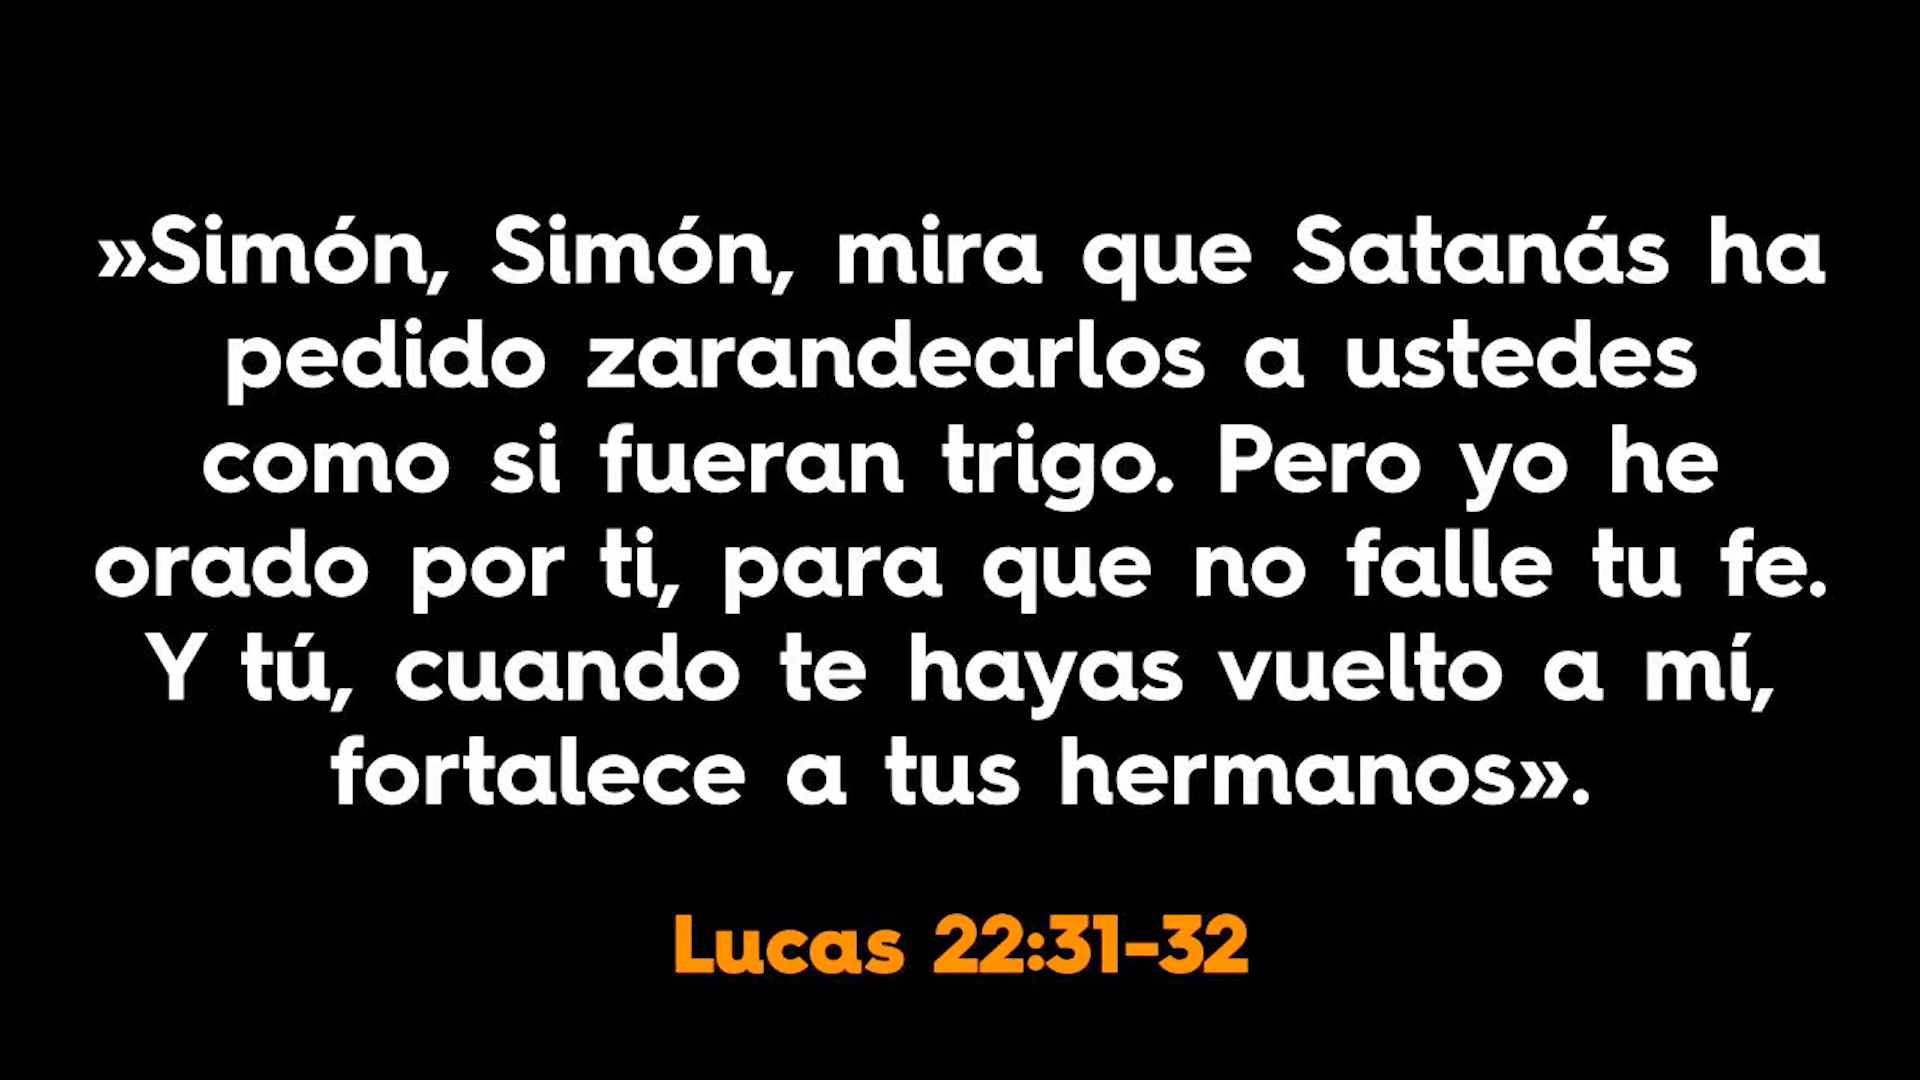 »Simón, Simón, mira que Satanás ha
pedido zarandearlos a ustedes
como si fueran trigo. Pero yo he
orado por ti, para que no falle tu fe.
Y tú, cuando te hayas vuelto a mí,
fortalece a tus hermanos».
Lucas 22:31-32